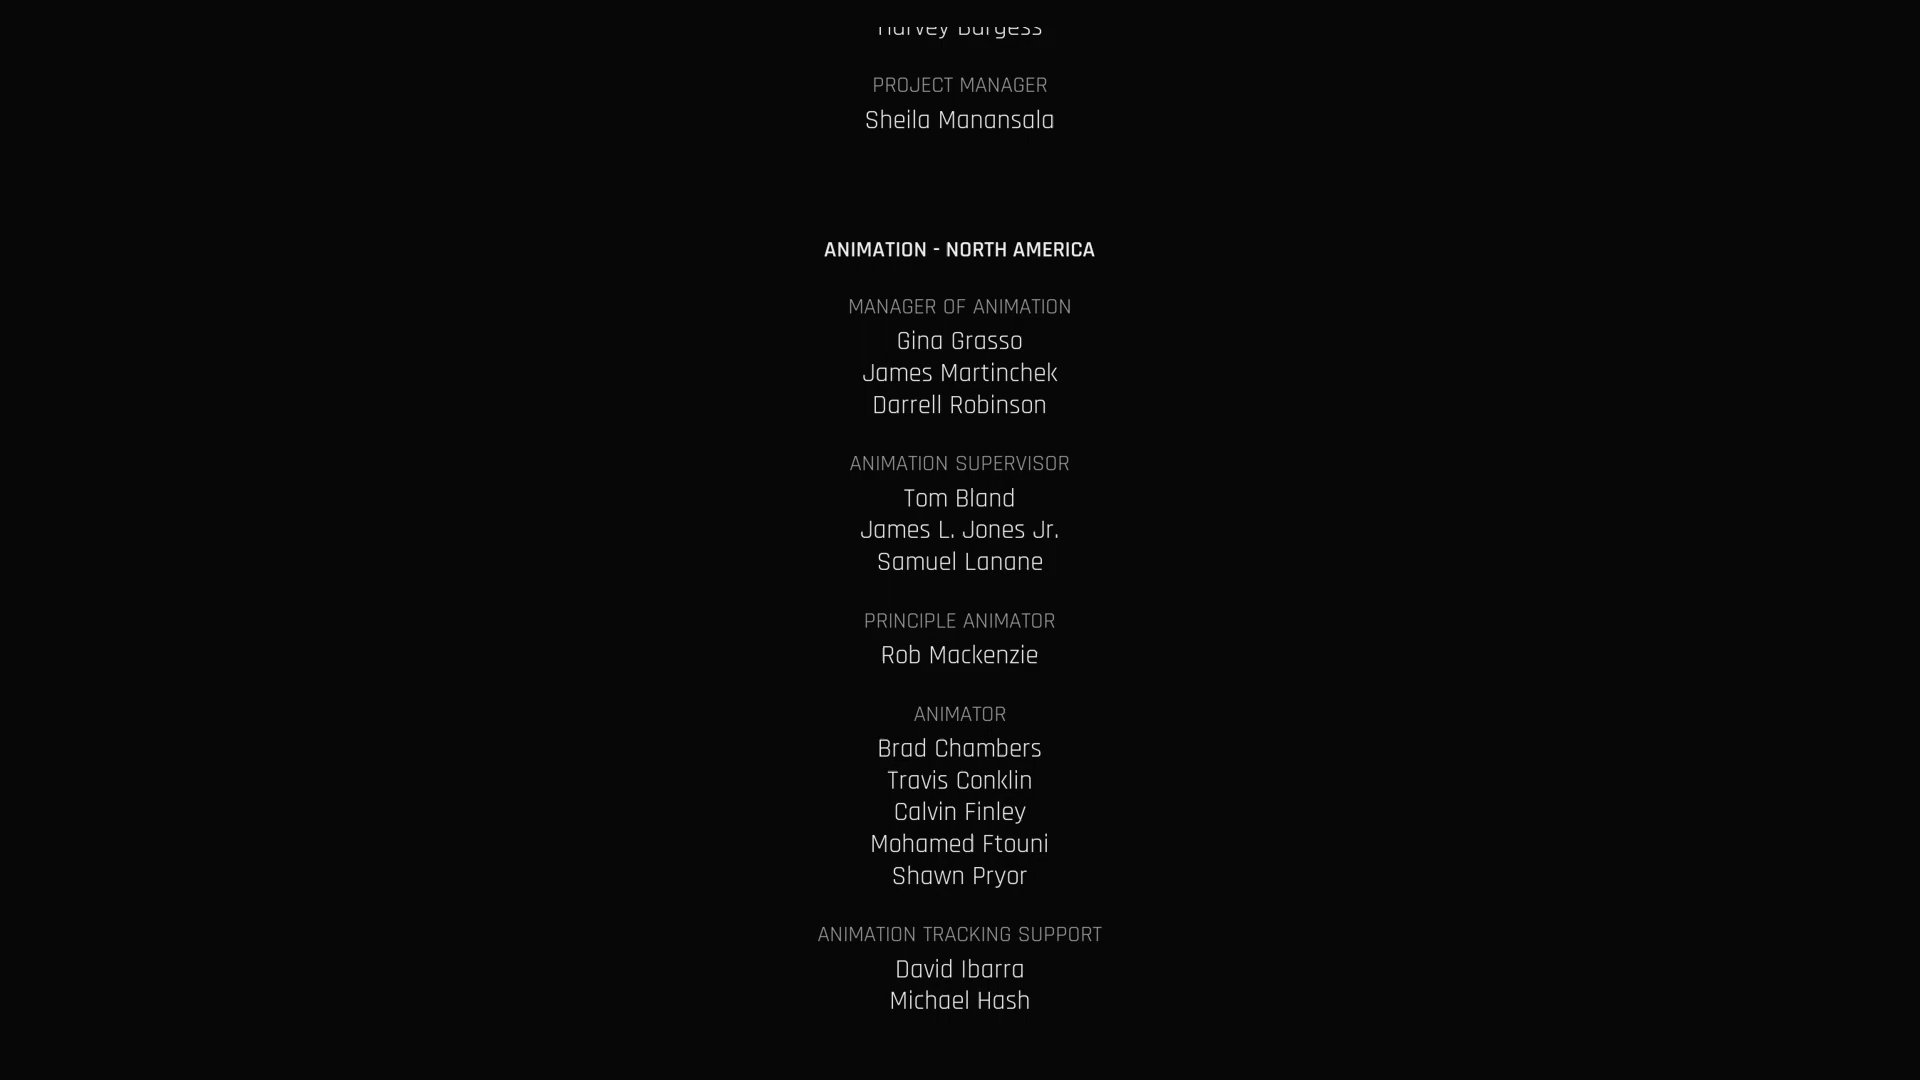 Harvey Burgess
PROJECT MANAGER
Sheila Manansala
ANIMATION - NORTH AMERICA
MANAGER OF ANIMATION
Gina Grasso
James Martinchek
Darrell Robinson
ANIMATION SUPERVISOR
Tom Bland
James L. Jones Jr.
Samuel Lanane
PRINCIPLE ANIMATOR
Rob Mackenzie
ANIMATOR
Brad Chambers
Travis Conklin
Calvin Finley
Mohamed Ftouni
Shawn Pryor
ANIMATION TRACKING SUPPORT
David Ibarra
Michael Hash